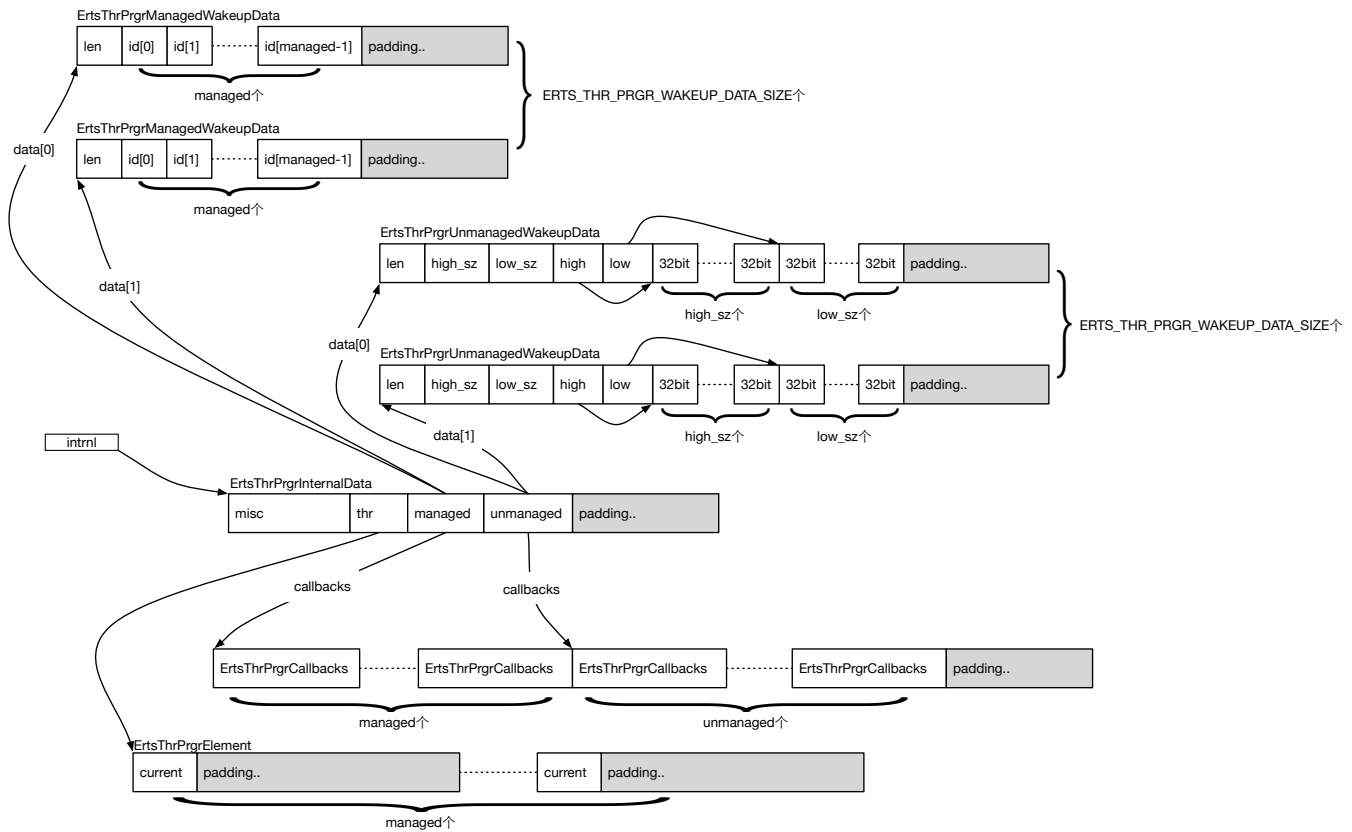 ErtsThrPrgrManagedWakeupData
len id[0] id[1] id[managed-1] padding..
managed个
ERTS_THR_PRGR_WAKEUP_DATA_SIZE个
ErtsThrPrgrManagedWakeupData
data[0]
len id[0] id[1] id[managed-1] padding..
managed个
ErtsThrPrgrUnmanagedWakeupData
len high_sz low_sz high low 32bit 32bit 32bit 32bit padding..
data[1]
high_sz个 low_sz个
ERTS_THR_PRGR_WAKEUP_DATA_SIZE个
data[0]
ErtsThrPrgrUnmanagedWakeupData
len high_sz low_sz high low 32bit 32bit 32bit 32bit padding..
data[1]
high_sz个 low_sz个
intrnl
ErtsThrPrgrInternalData
misc thr managed unmanaged padding..
callbacks callbacks
ErtsThrPrgrCallbacks ErtsThrPrgrCallbacks ErtsThrPrgrCallbacks ErtsThrPrgrCallbacks padding..
managed个 unmanaged个
ErtsThrPrgrElement
current padding.. current padding..
managed个